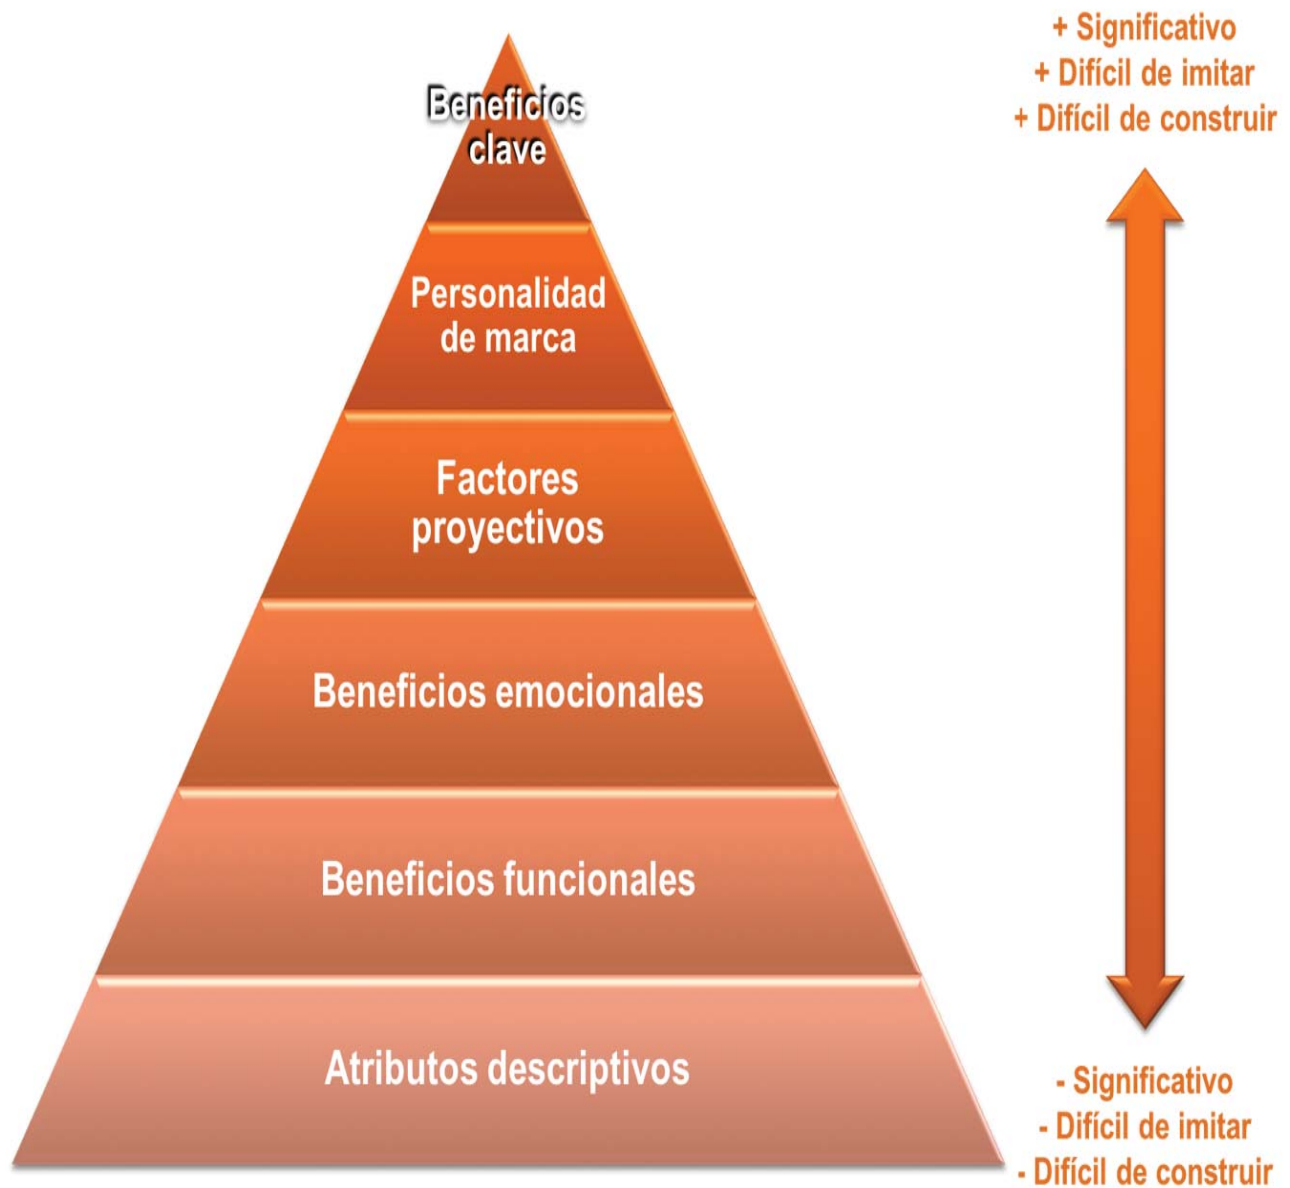 Beneficios
clave
Personalidad
de marca
Factores
proyectivos
Beneficios emocionales
Beneficios funcionales
Atributos descriptivos
+ Significativo
+ Difícil de imitar
+ Difícil de construir
- Significativo
- Difícil de imitar
- Difícil de construir